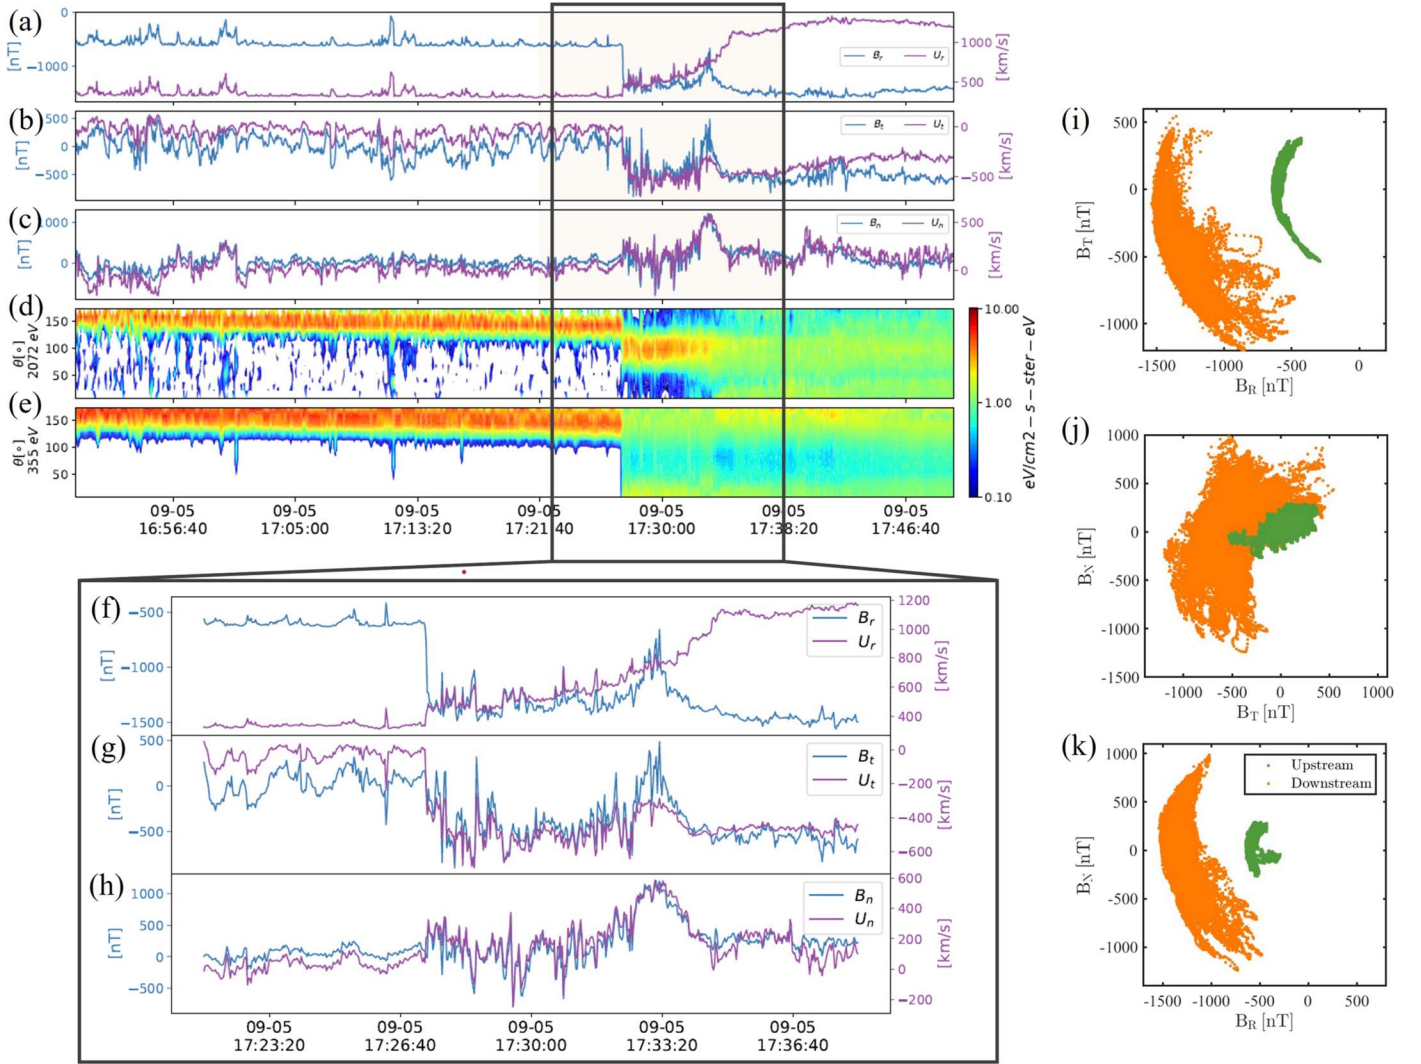 (a)
0
−1000
[nT]
B_r U_r
1000
500
[km/s]
(b)
500
0
−500
[nT]
B_t U_t
0
−500
[km/s]
(c)
1000
0
[nT]
B_n U_n
500
0
[km/s]
(d)
150
100
50
θ[∘]
2072 eV
(e)
150
100
50
θ[∘]
355 eV
10.00
1.00
0.10
eV/cm2−s−ster−eV
09-05 09-05 09-05 09-05 09-05 09-05 09-05
16:56:40 17:05:00 17:13:20 17:21:40 17:30:00 17:38:20 17:46:40
(f)
−500
−1000
−1500
[nT]
B_r
U_r
1200
1000
800
600
400
[km/s]
(g)
500
0
−500
[nT]
B_t
U_t
0
−200
−400
−600
[km/s]
(h)
1000
500
0
−500
[nT]
B_n
U_n
600
400
200
0
−200
[km/s]
09-05 09-05 09-05 09-05 09-05
17:23:20 17:26:40 17:30:00 17:33:20 17:36:40
(i)
500
0
-500
-1000
B_T [nT]
-1500 -1000 -500 0
B_R [nT]
(j)
1000
500
0
-500
-1000
-1500
B_N [nT]
-1000 -500 0 500 1000
B_T [nT]
(k)
1000
500
0
-500
-1000
B_N [nT]
Upstream
Downstream
-1500 -1000 -500 0 500
B_R [nT]